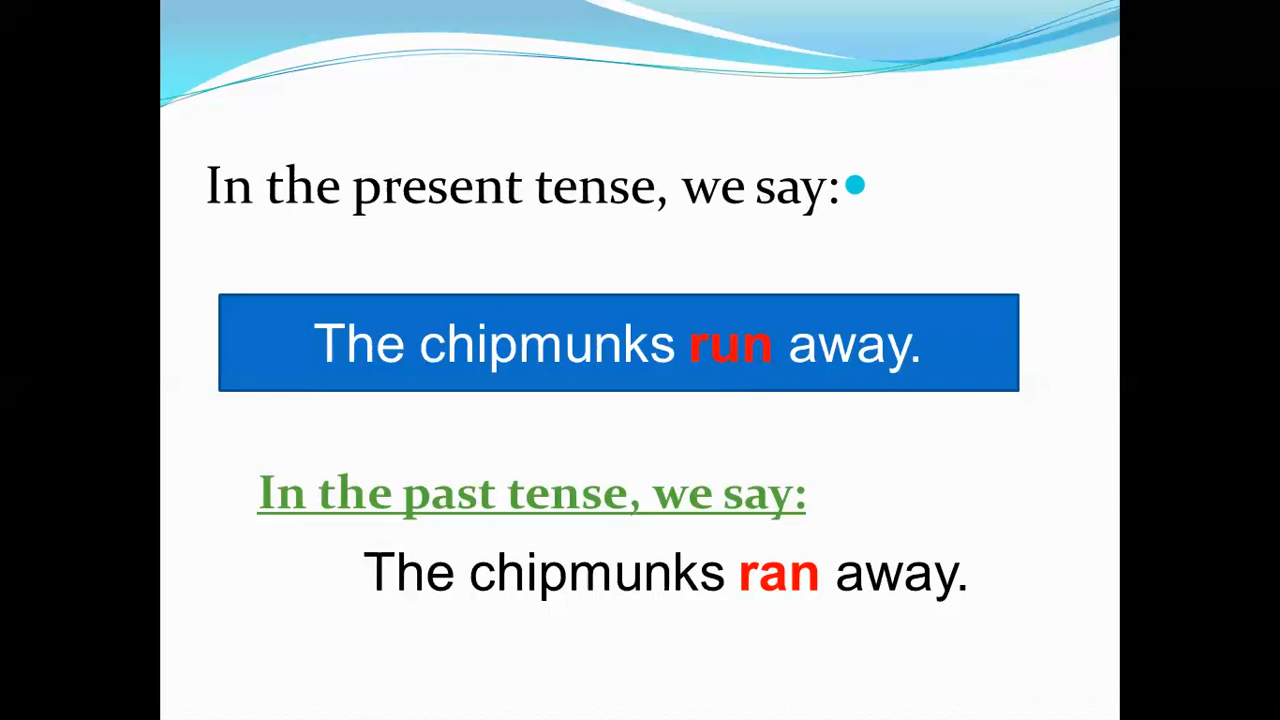 In the present tense, we say:•
The chipmunks run away.
In the past tense, we say:
The chipmunks ran away.